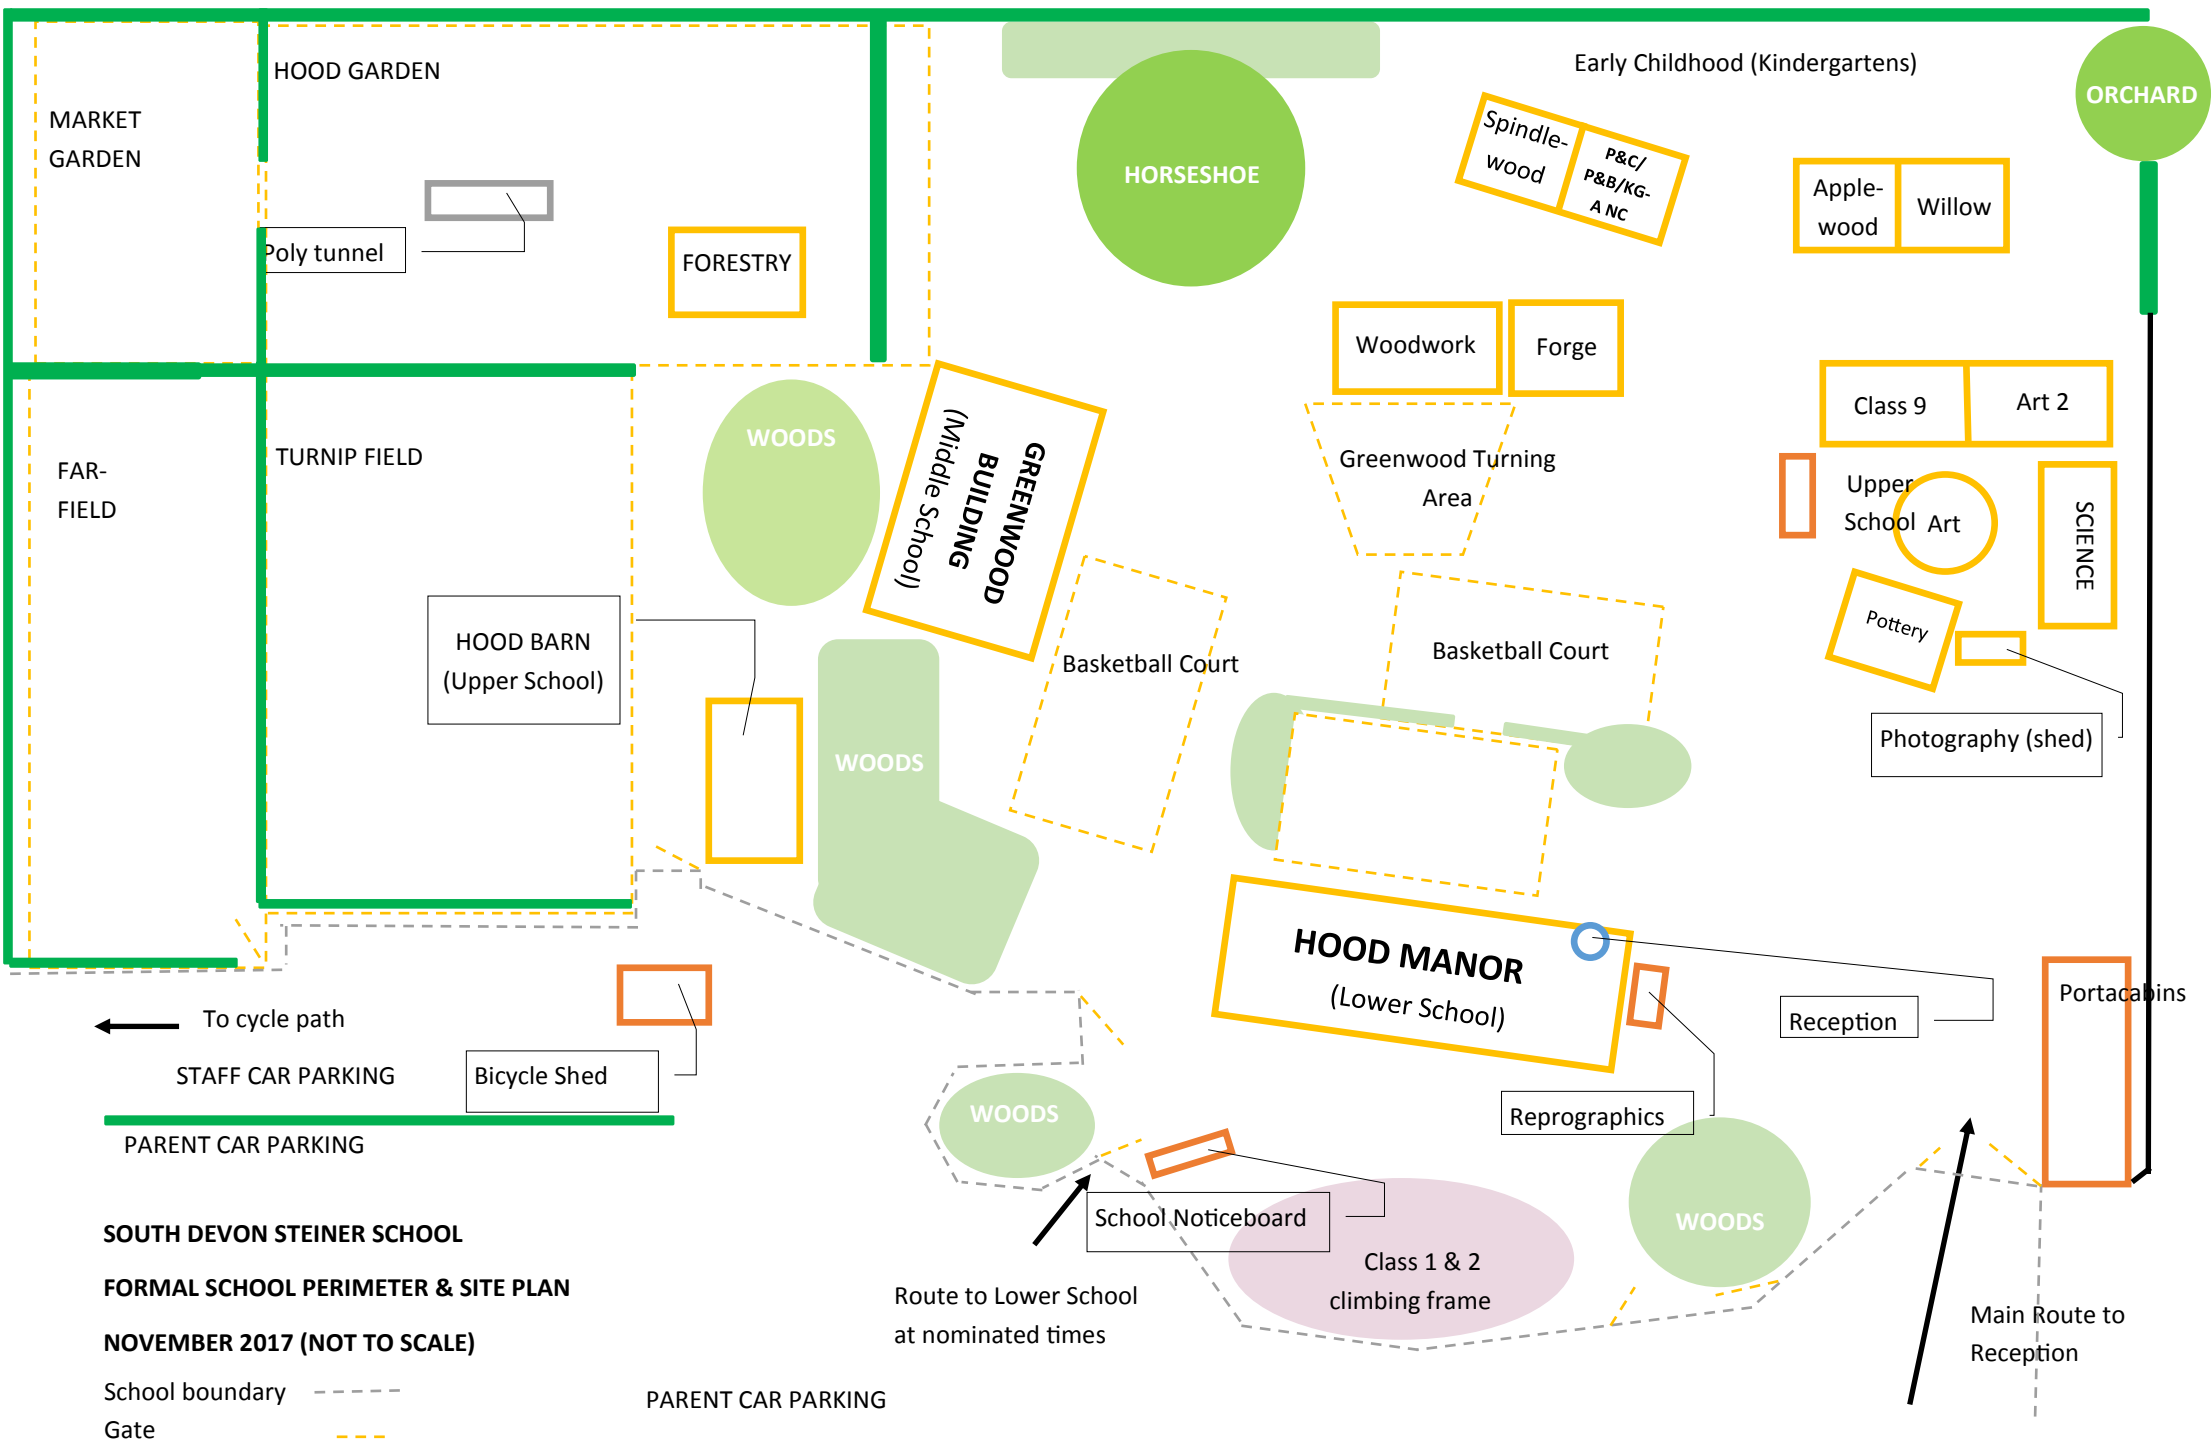 HOOD GARDEN
MARKET
GARDEN
Poly tunnel
FORESTRY
HORSESHOE
Early Childhood (Kindergartens)
ORCHARD
Spindle-
wood
P&C/
P&B/KG-
A NC
Apple-
wood
Willow
Woodwork
Forge
Greenwood Turning
Area
Class 9
Art 2
Upper
School
Art
SCIENCE
Pottery
Photography (shed)
FAR-
FIELD
TURNIP FIELD
WOODS
GREENWOOD
BUILDING
(Middle School)
HOOD BARN
(Upper School)
WOODS
Basketball Court
Basketball Court
HOOD MANOR
(Lower School)
Reception
Portacabins
Reprographics
To cycle path
STAFF CAR PARKING
Bicycle Shed
PARENT CAR PARKING
WOODS
School Noticeboard
Class 1 & 2
climbing frame
WOODS
Route to Lower School
at nominated times
Main Route to
Reception
SOUTH DEVON STEINER SCHOOL
FORMAL SCHOOL PERIMETER & SITE PLAN
NOVEMBER 2017 (NOT TO SCALE)
School boundary
Gate
PARENT CAR PARKING